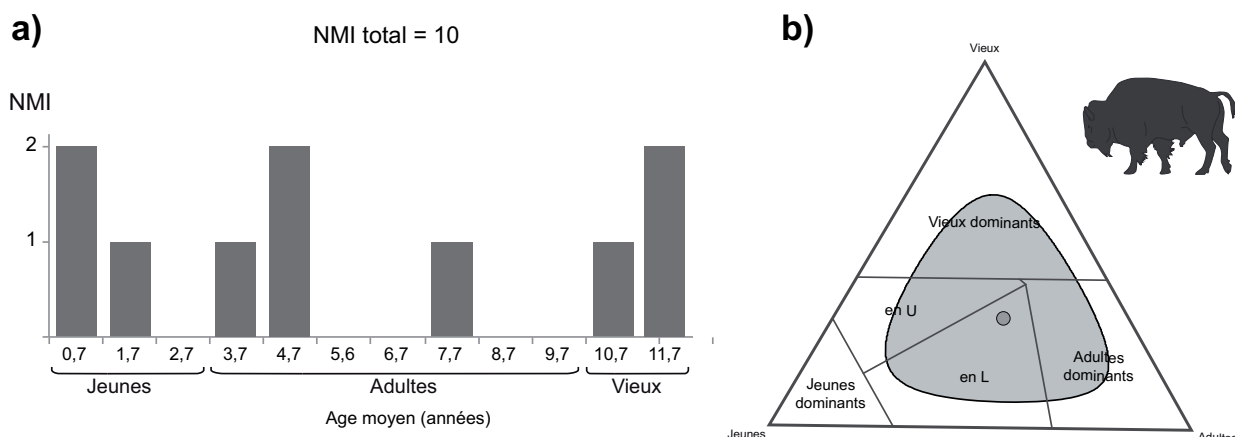 a)
NMI total = 10
NMI
2
1
0,7 1,7 2,7 3,7 4,7 5,6 6,7 7,7 8,7 9,7 10,7 11,7
Jeunes Adultes Vieux
Age moyen (années)
b)
Vieux
Vieux dominants
en U
Adultes
dominants
en L
Jeunes
dominants
Jeunes
Adultes